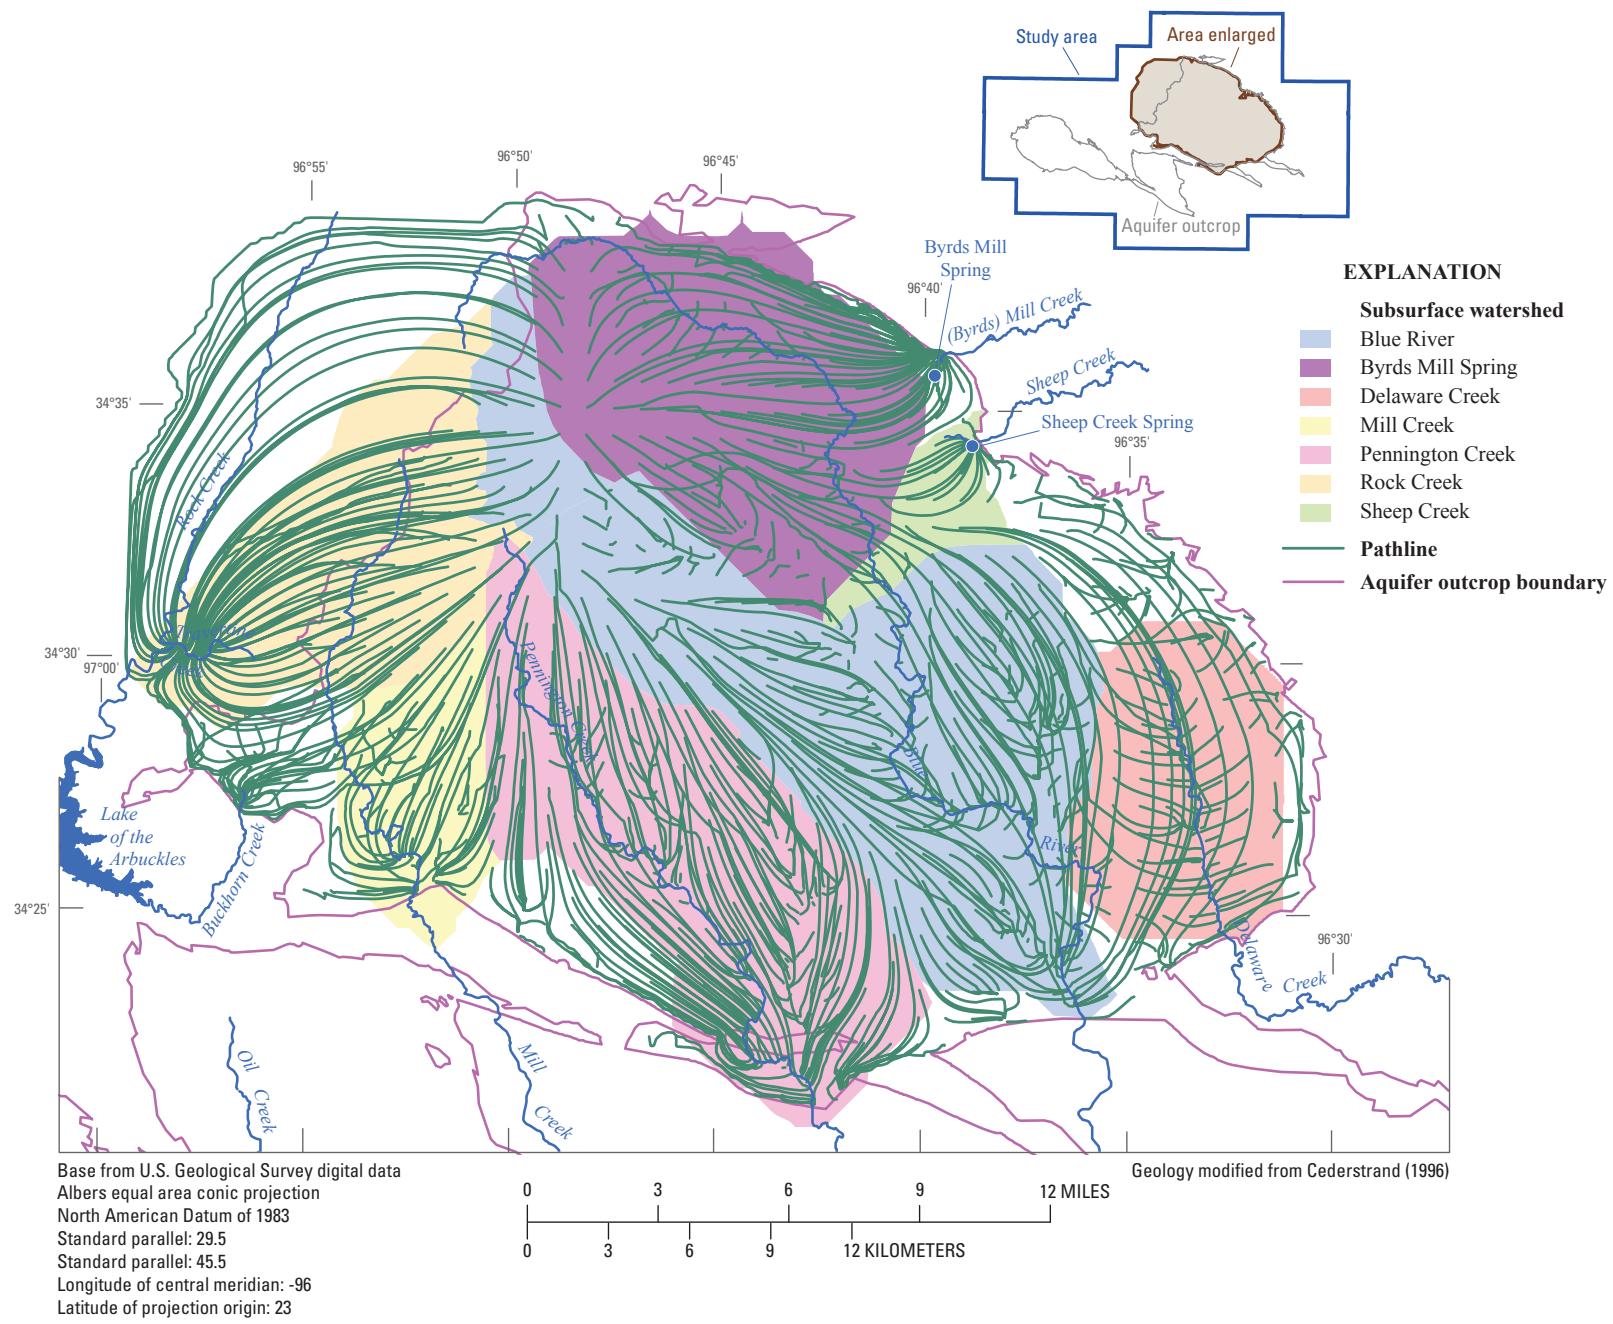 Study area
Area enlarged
Aquifer outcrop
96°55'
96°50'
96°45'
96°40'
96°35'
96°30'
34°35'
34°30'
97°00'
34°25'
Byrds Mill
Spring
(Byrds) Mill Creek
Sheep Creek
Sheep Creek Spring
Rock Creek
Travertine
Pennington Creek
Blue
River
Delaware
Creek
Lake
of the
Arbuckles
Buckhorn Creek
Oil
Creek
Mill
Creek
EXPLANATION
Subsurface watershed
Blue River
Byrds Mill Spring
Delaware Creek
Mill Creek
Pennington Creek
Rock Creek
Sheep Creek
Pathline
Aquifer outcrop boundary
Base from U.S. Geological Survey digital data
Albers equal area conic projection
North American Datum of 1983
Standard parallel: 29.5
Standard parallel: 45.5
Longitude of central meridian: -96
Latitude of projection origin: 23
0 3 6 9 12 MILES
0 3 6 9 12 KILOMETERS
Geology modified from Cederstrand (1996)